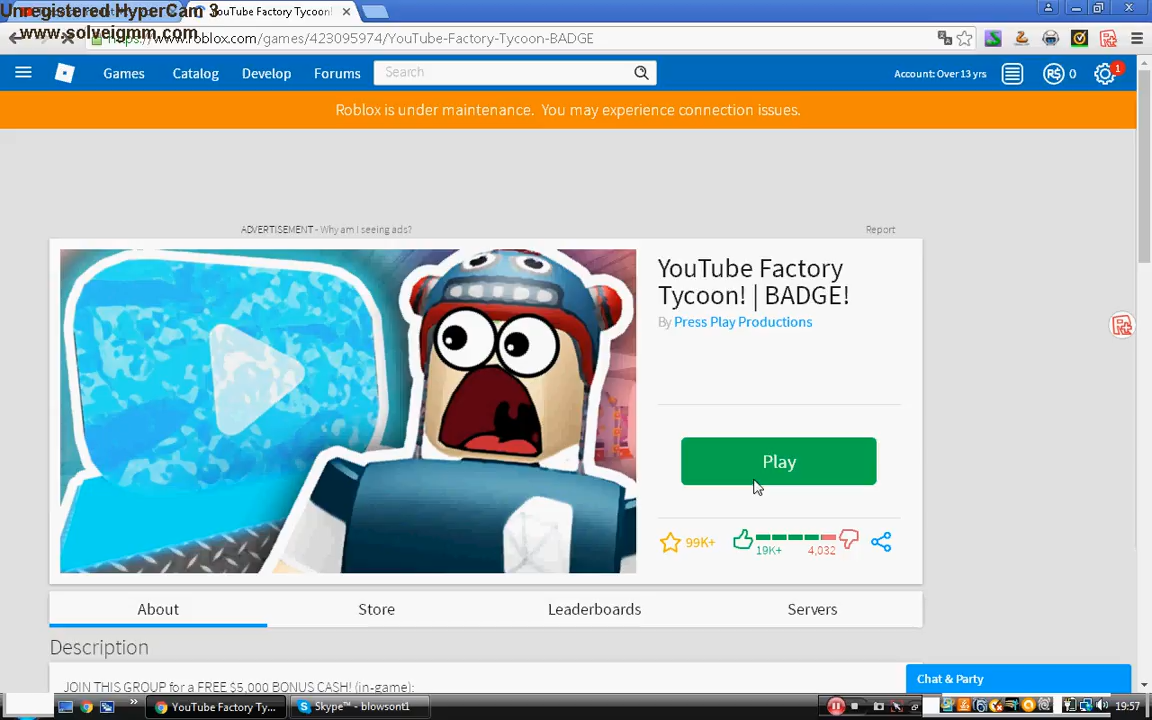 Unregistered HyperCam 3
www.solveigmm.com
YouTube Factory Tycoon!
https://www.roblox.com/games/423095974/YouTube-Factory-Tycoon-BADGE
Games
Catalog
Develop
Forums
Search
Account: Over 13 yrs
R$ 0
1
Roblox is under maintenance. You may experience connection issues.
ADVERTISEMENT - Why am I seeing ads?
Report
YouTube Factory
Tycoon! | BADGE!
By Press Play Productions
Play
99K+
19K+
4,032
About
Store
Leaderboards
Servers
Description
JOIN THIS GROUP for a FREE $5,000 BONUS CASH! (in-game):
Chat & Party
YouTube Factory Ty...
Skype™ - blowsont1
19:57